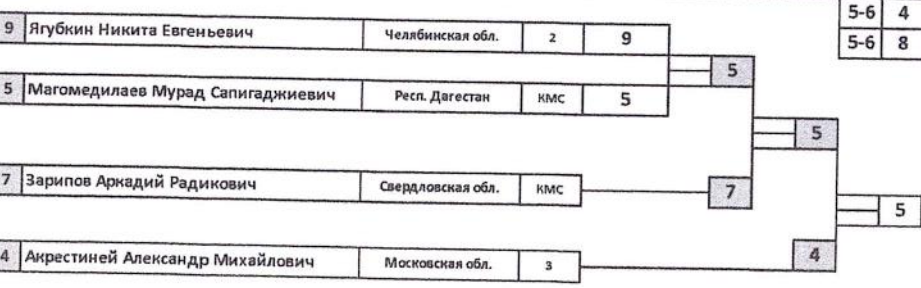 5-6 4
9 Ягубкин Никита Евгеньевич Челябинская обл. 2 9
5-6 8
5
5 Магомедилаев Мурад Сапигаджиевич Респ. Дагестан КМС 5
5
7 Зарипов Аркадий Радикович Свердловская обл. КМС 7
5
4 Акрестиней Александр Михайлович Московская обл. 3 4